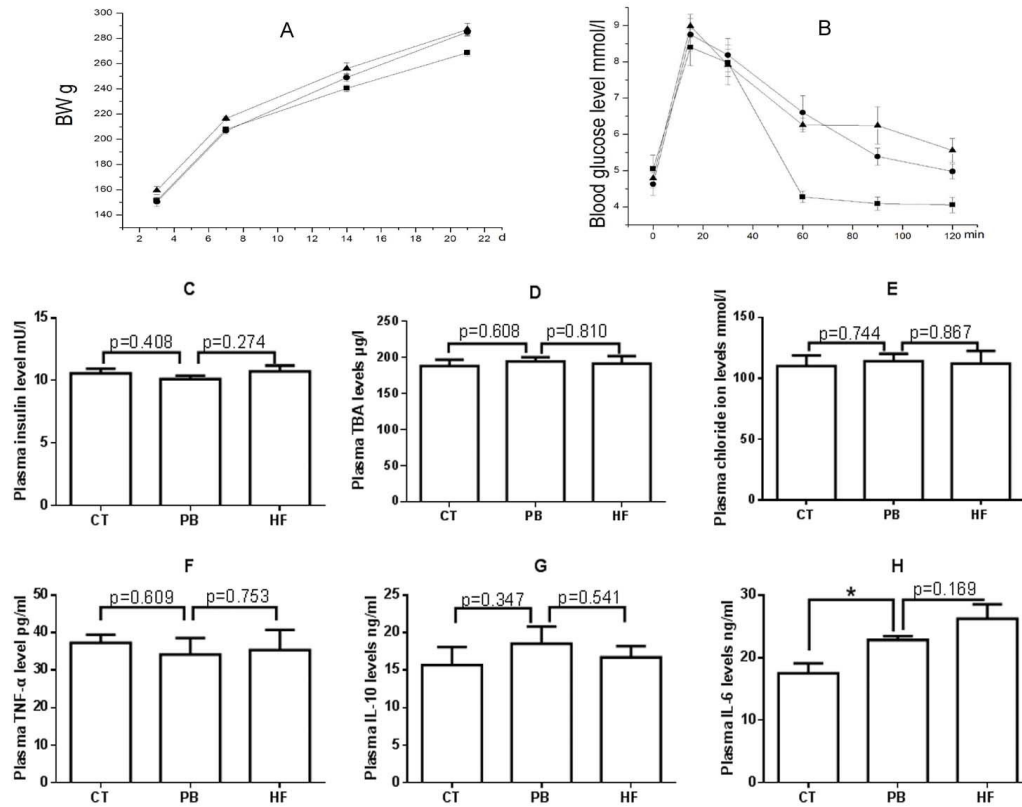 A
BW g
300
280
260
240
220
200
180
160
140
2 4 6 8 10 12 14 16 18 20 22 d
B
Blood glucose level mmol/l
9
8
7
6
5
4
0 20 40 60 80 100 120 min
C
Plasma insulin level mU/l
15
10
5
0
p=0.408 p=0.274
CT PB HF
D
Plasma TBA levels µg/l
250
200
150
100
50
0
p=0.608 p=0.810
CT PB HF
E
Plasma chloride ion levels mmol/l
150
100
50
0
p=0.744 p=0.867
CT PB HF
F
Plasma TNF-α level pg/ml
50
40
30
20
10
0
p=0.609 p=0.753
CT PB HF
G
Plasma IL-10 levels ng/ml
25
20
15
10
5
0
p=0.347 p=0.541
CT PB HF
H
Plasma IL-6 levels ng/ml
30
20
10
0
* p=0.169
CT PB HF